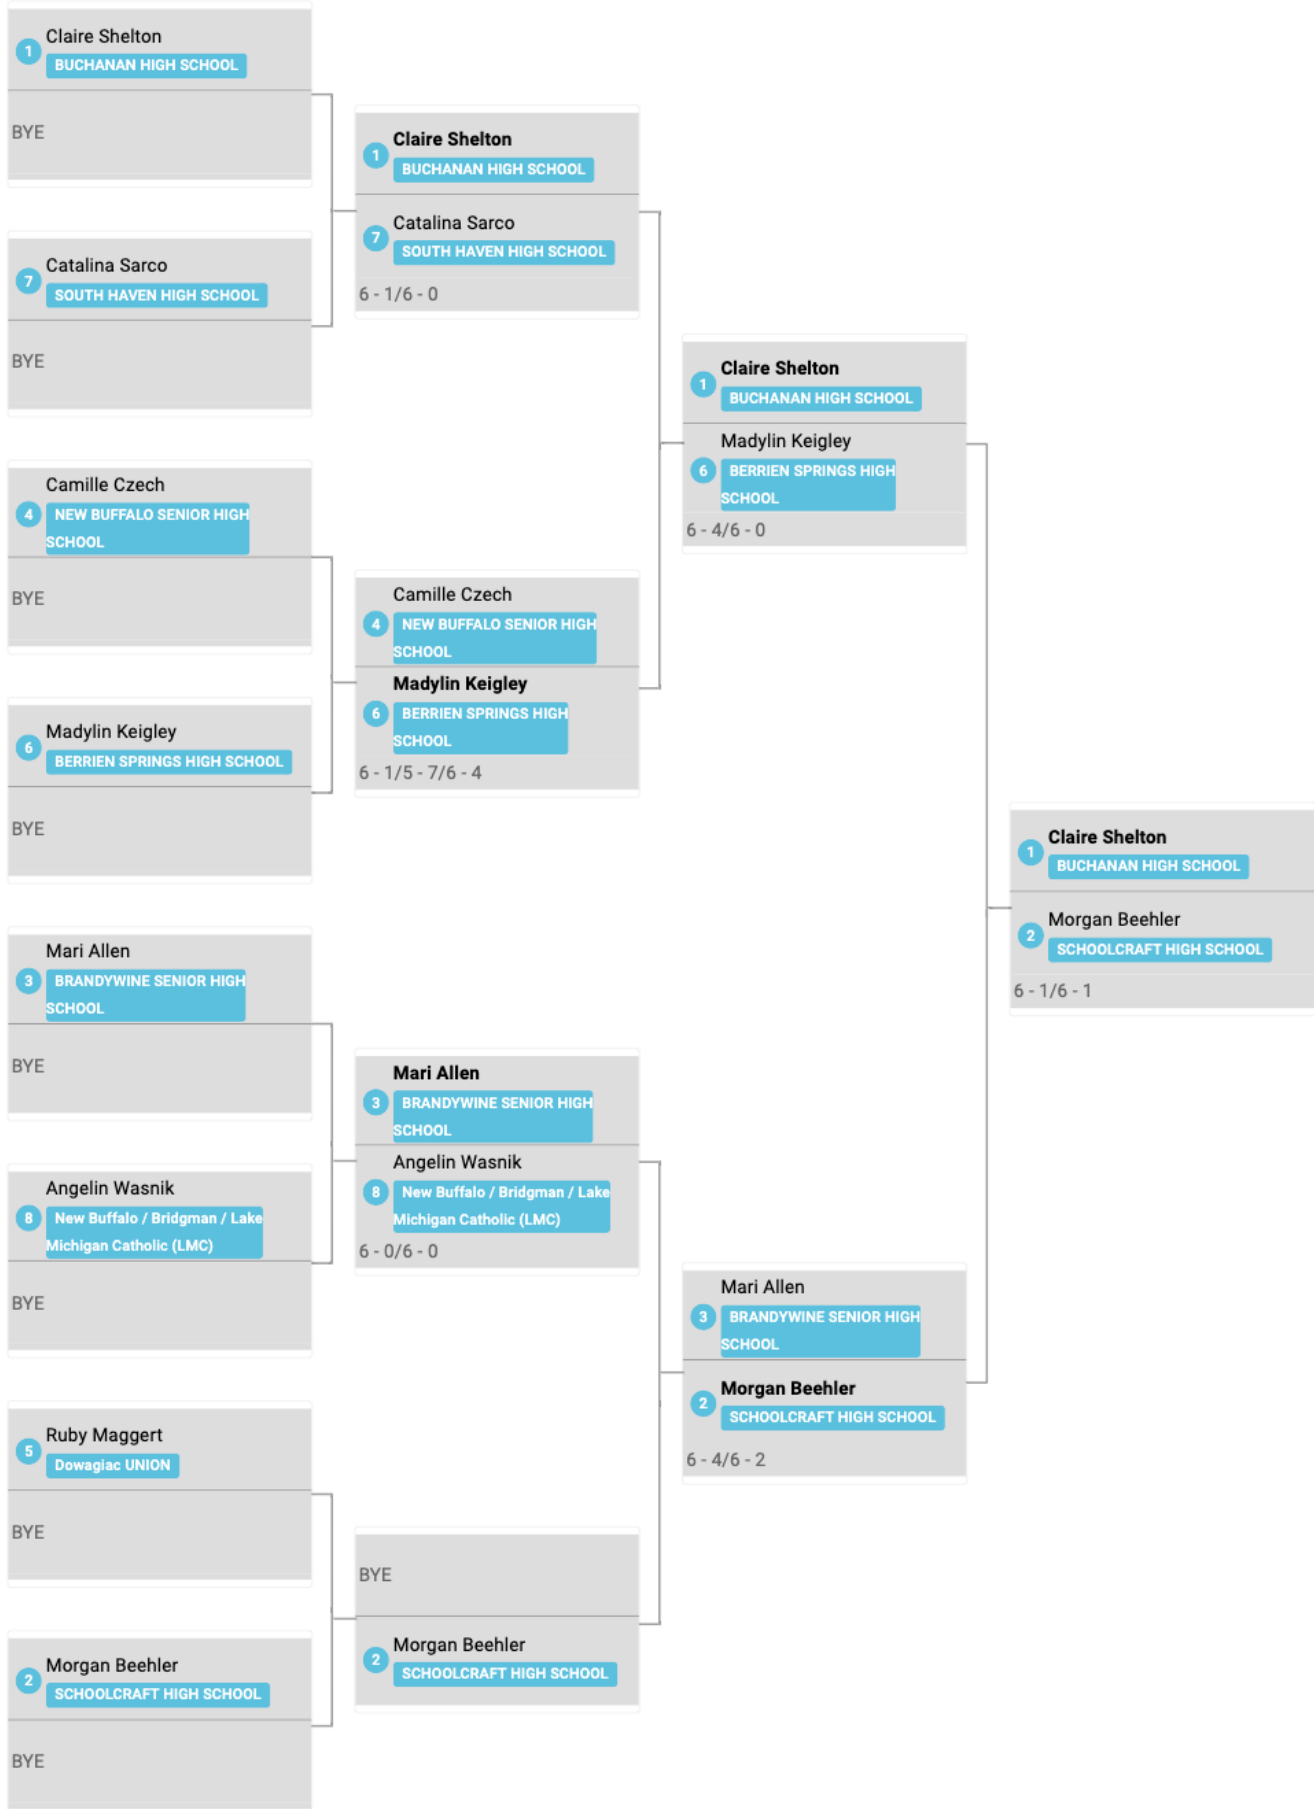 Claire Shelton
1
BUCHANAN HIGH SCHOOL
BYE
Catalina Sarco
7
SOUTH HAVEN HIGH SCHOOL
BYE
Camille Czech
4
NEW BUFFALO SENIOR HIGH
SCHOOL
BYE
Madylin Keigley
6
BERRIEN SPRINGS HIGH SCHOOL
BYE
Mari Allen
3
BRANDYWINE SENIOR HIGH
SCHOOL
BYE
Angelin Wasnik
8
New Buffalo / Bridgman / Lake
Michigan Catholic (LMC)
BYE
Ruby Maggert
5
Dowagiac UNION
BYE
Morgan Beehler
2
SCHOOLCRAFT HIGH SCHOOL
BYE
Claire Shelton
1
BUCHANAN HIGH SCHOOL
Catalina Sarco
7
SOUTH HAVEN HIGH SCHOOL
6 - 1/6 - 0
Camille Czech
4
NEW BUFFALO SENIOR HIGH
SCHOOL
Madylin Keigley
6
BERRIEN SPRINGS HIGH
SCHOOL
6 - 1/5 - 7/6 - 4
Mari Allen
3
BRANDYWINE SENIOR HIGH
SCHOOL
Angelin Wasnik
8
New Buffalo / Bridgman / Lake
Michigan Catholic (LMC)
6 - 0/6 - 0
BYE
Morgan Beehler
2
SCHOOLCRAFT HIGH SCHOOL
Claire Shelton
1
BUCHANAN HIGH SCHOOL
Madylin Keigley
6
BERRIEN SPRINGS HIGH
SCHOOL
6 - 4/6 - 0
Mari Allen
3
BRANDYWINE SENIOR HIGH
SCHOOL
Morgan Beehler
2
SCHOOLCRAFT HIGH SCHOOL
6 - 4/6 - 2
Claire Shelton
1
BUCHANAN HIGH SCHOOL
Morgan Beehler
2
SCHOOLCRAFT HIGH SCHOOL
6 - 1/6 - 1